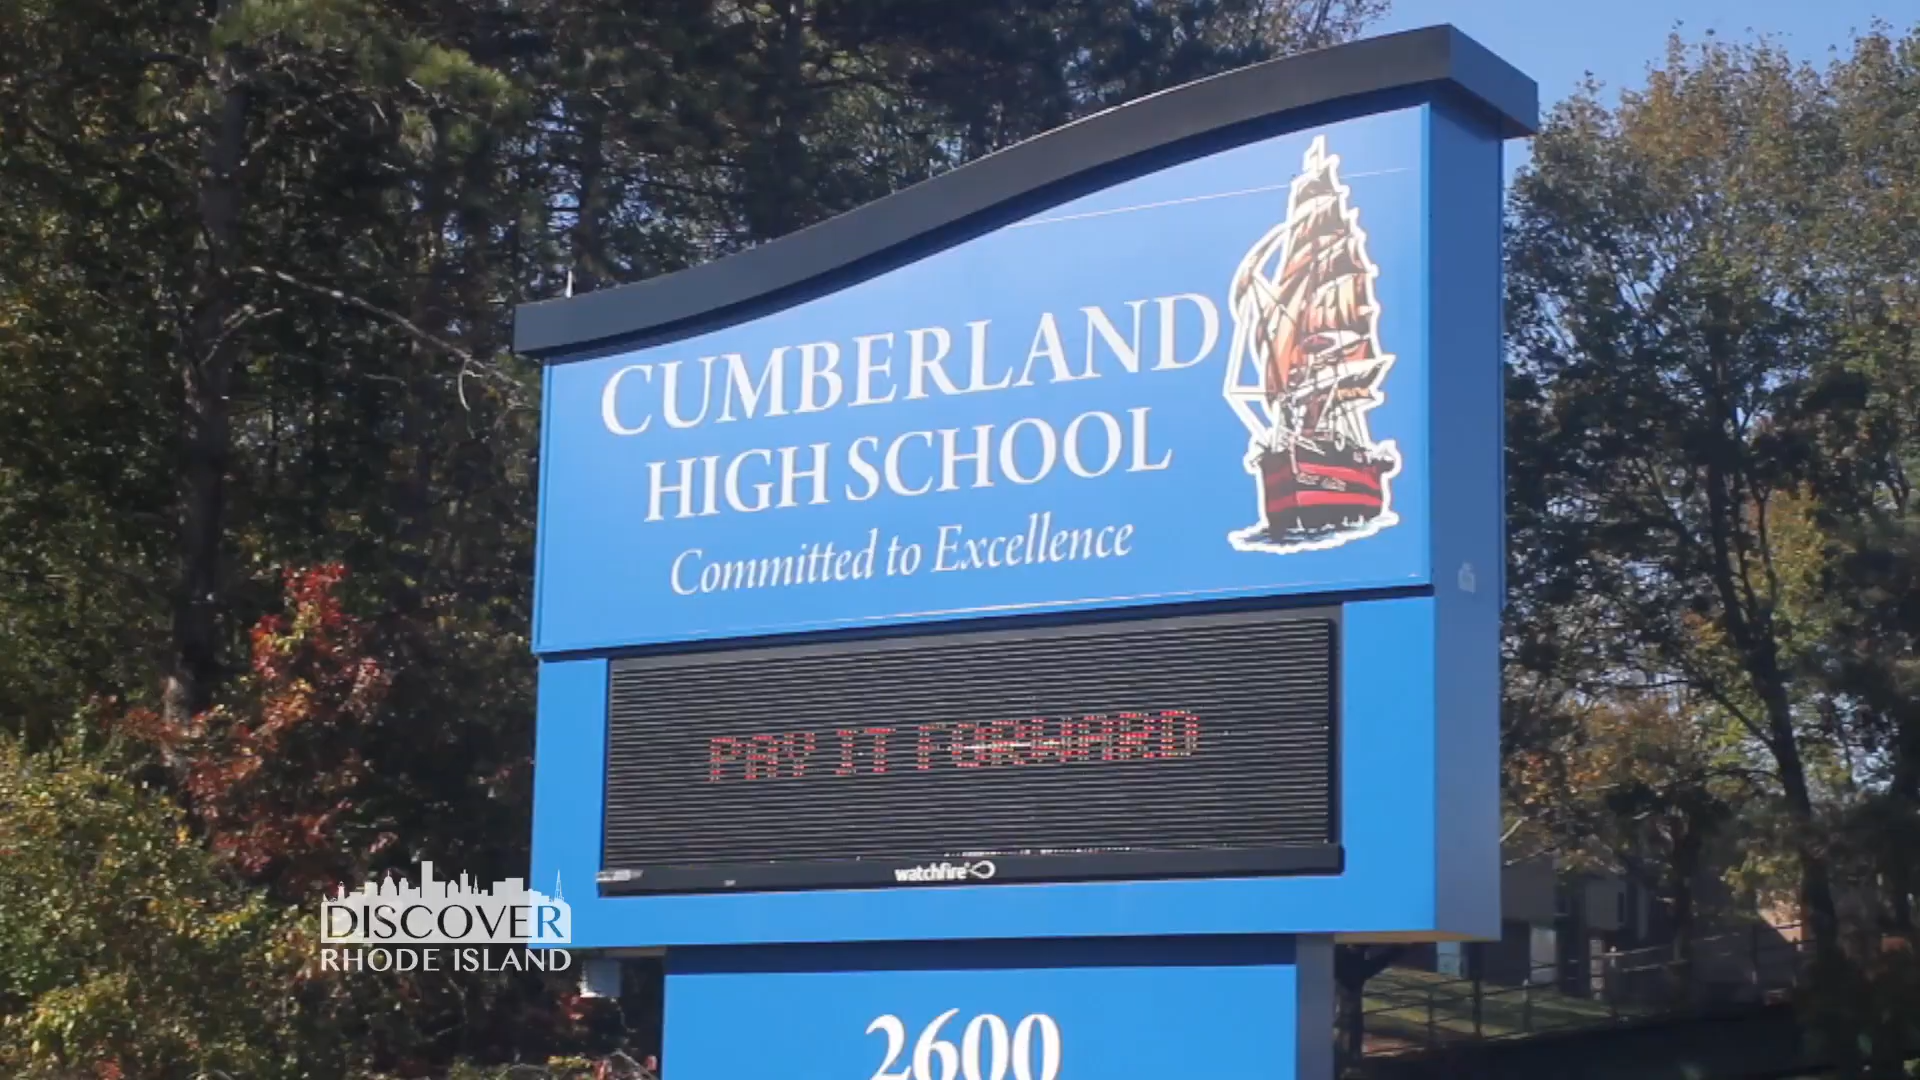 CUMBERLAND
HIGH SCHOOL
Committed to Excellence
PAY IT FORWARD
watchfire
DISCOVER
RHODE ISLAND
2600